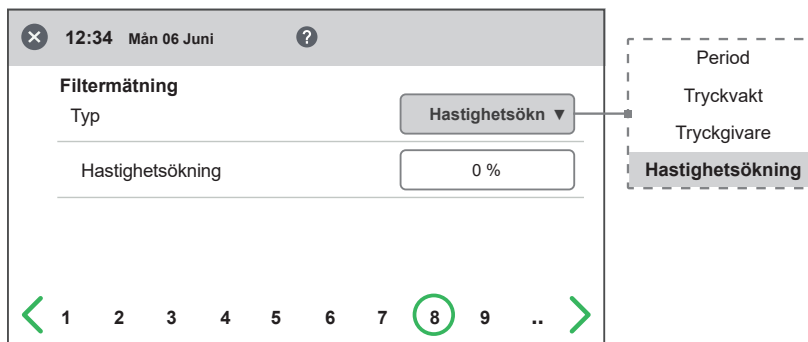 12:34 Mån 06 Juni ?
Filtermätning
Typ Hastighetsökn ▼
Hastighetsökning 0 %
1 2 3 4 5 6 7 8 9 ..
Period
Tryckvakt
Tryckgivare
Hastighetsökning